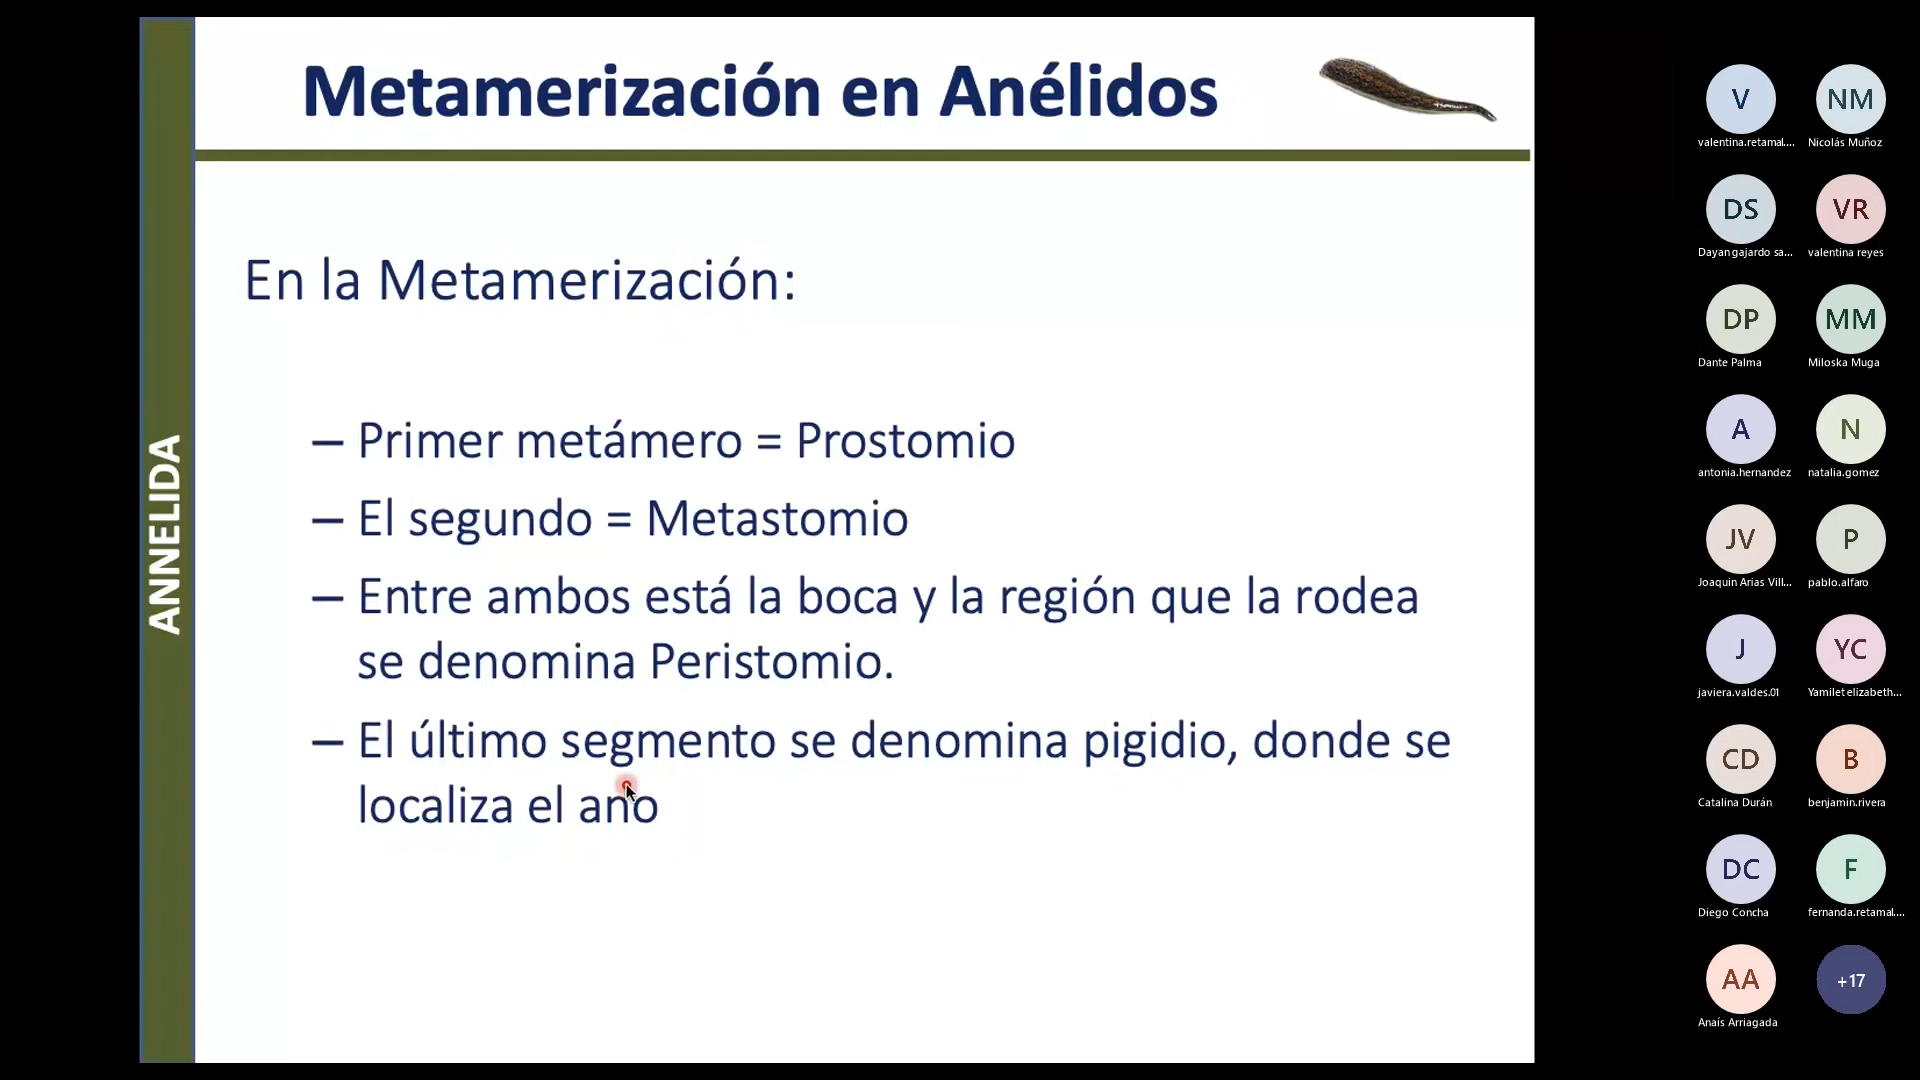 Metamerización en Anélidos
ANNELIDA
En la Metamerización:
– Primer metámero = Prostomio
– El segundo = Metastomio
– Entre ambos está la boca y la región que la rodea
se denomina Peristomio.
– El último segmento se denomina pigidio, donde se
localiza el ano
V
NM
valentina.retamal....
Nicolás Muñoz
DS
VR
Dayan gajardo sa...
valentina reyes
DP
MM
Dante Palma
Miloska Muga
A
N
antonia.hernandez
natalia.gomez
JV
P
Joaquin Arias Vill...
pablo.alfaro
J
YC
javiera.valdes.01
Yamilet elizabeth...
CD
B
Catalina Durán
benjamin.rivera
DC
F
Diego Concha
fernanda.retamal....
AA
+17
Anaís Arriagada